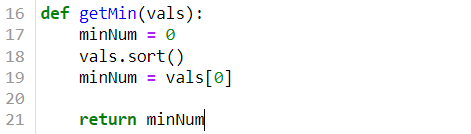 16 def getMin(vals):
17     minNum = 0
18     vals.sort()
19     minNum = vals[0]
20
21     return minNum